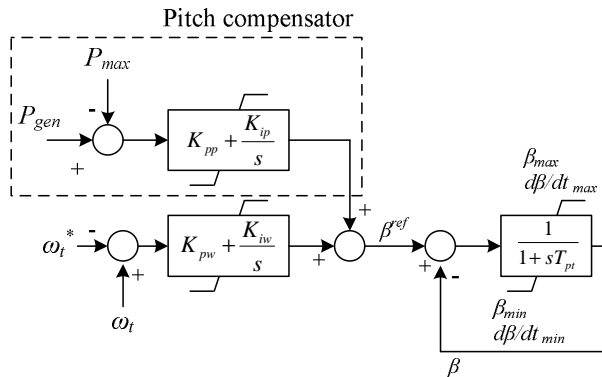 Pitch compensator
P_max
-
P_gen
+
K_pp + K_ip / s
+
ω_t*
-
+
K_pw + K_iw / s
+
β^ref
+
-
β_max
dβ/dt_max
1 / 1 + sT_pt
β_min
dβ/dt_min
ω_t
β